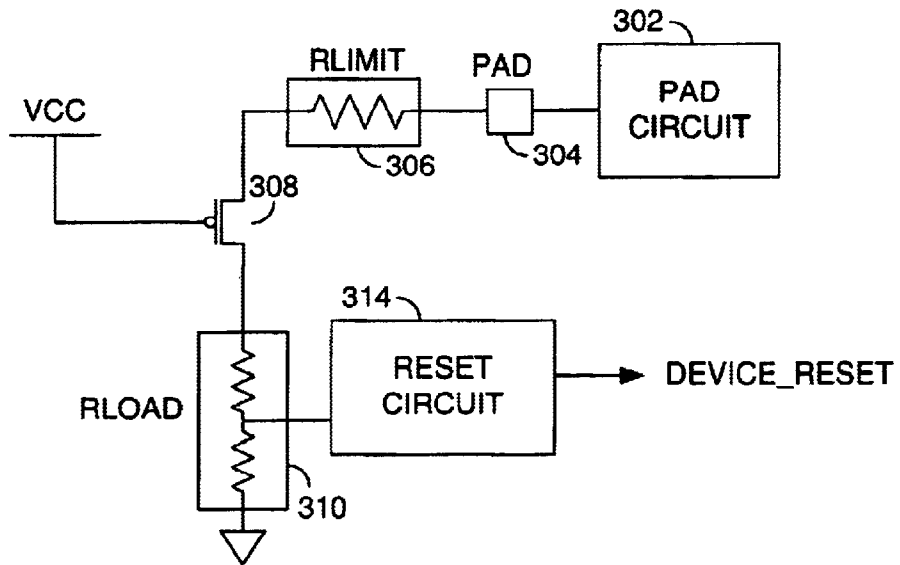 302
RLIMIT
PAD
PAD
CIRCUIT
VCC
306
304
308
314
RESET
CIRCUIT
DEVICE_RESET
RLOAD
310